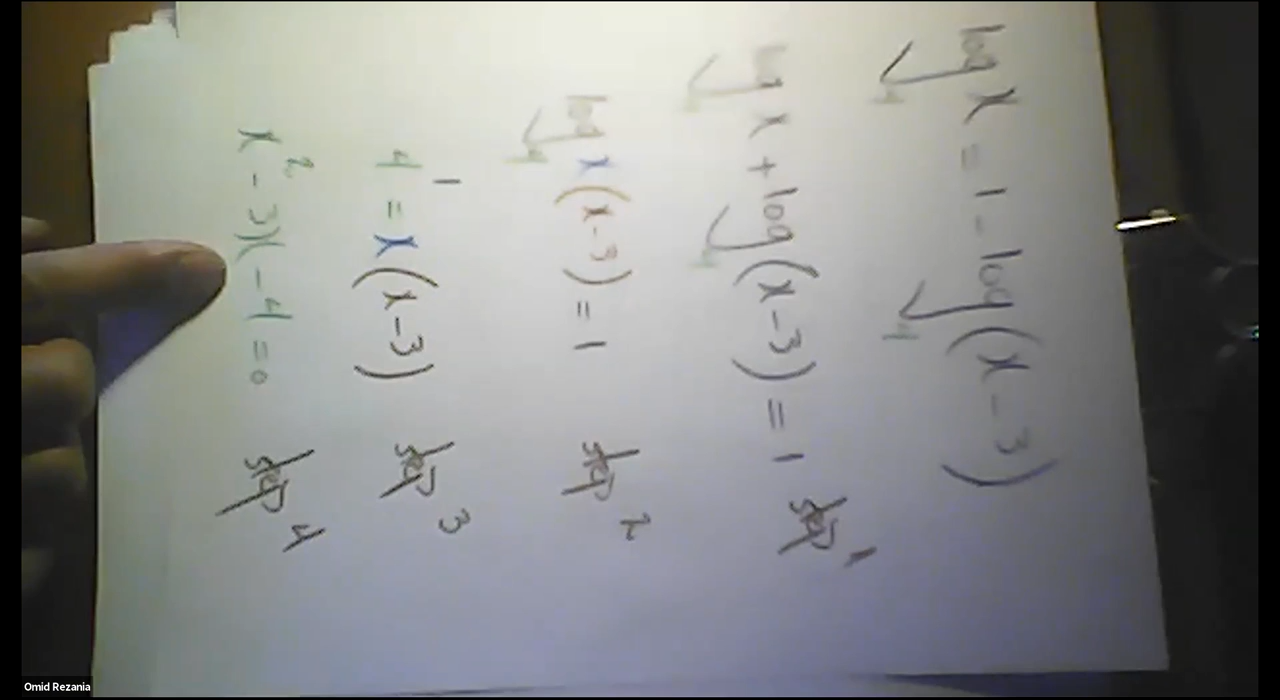 log₄ x = 1 - log₄ (x - 3)
log₄ x + log₄ (x - 3) = 1 step 1
log₄ x (x - 3) = 1 step 2
4¹ = x (x - 3) step 3
x² - 3x - 4 = 0 step 4
Omid Rezania